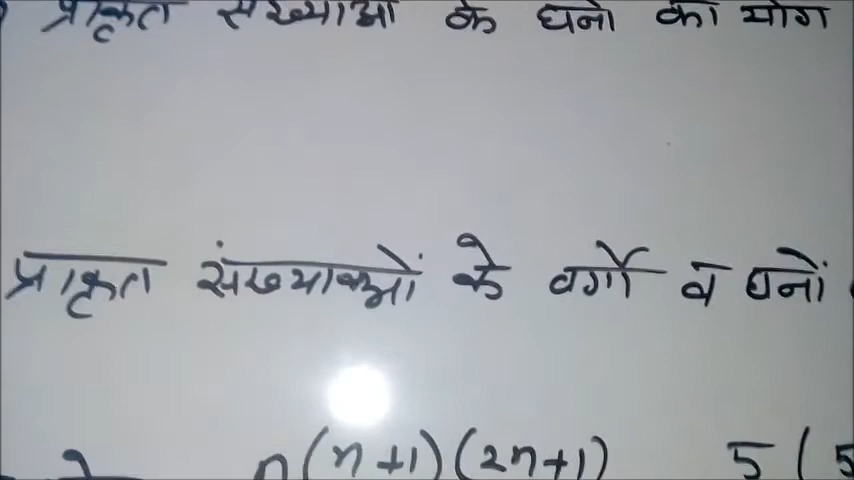 प्राकृत संख्याओं के घनों का योग
प्राकृत संख्याओं के वर्गों व घनों
n(n+1)(2n+1) 5(5